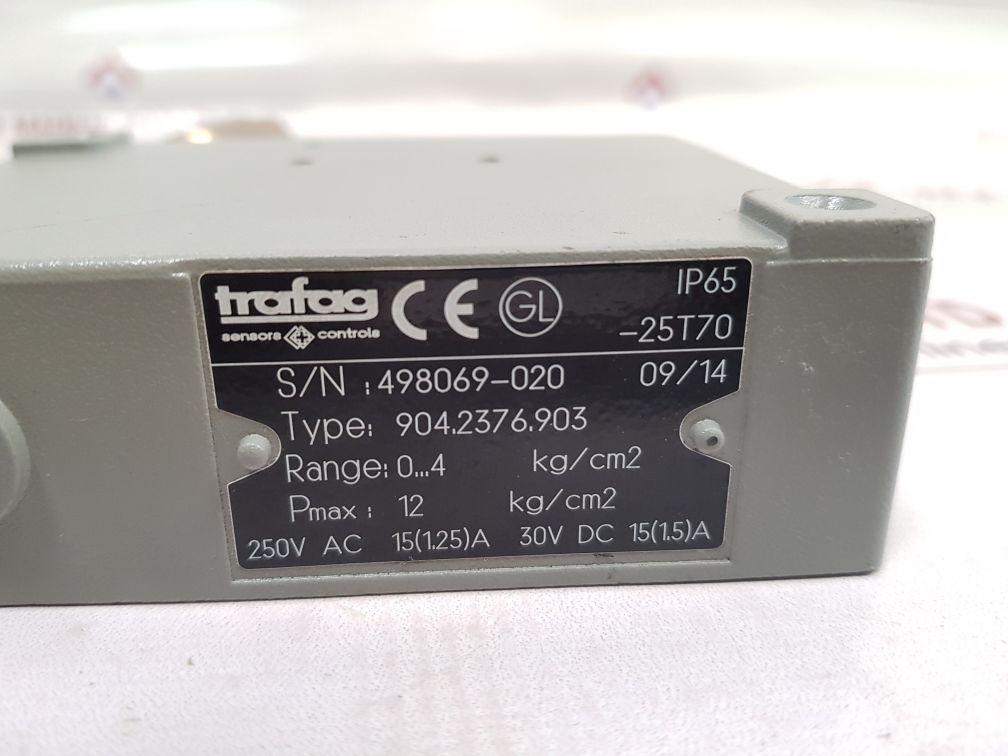 trafag CE GL IP65
sensors controls -25T70
S/N :498069-020 09/14
Type: 904.2376.903
Range: 0...4 kg/cm2
Pmax : 12 kg/cm2
250V AC 15(1.25)A 30V DC 15(1.5)A